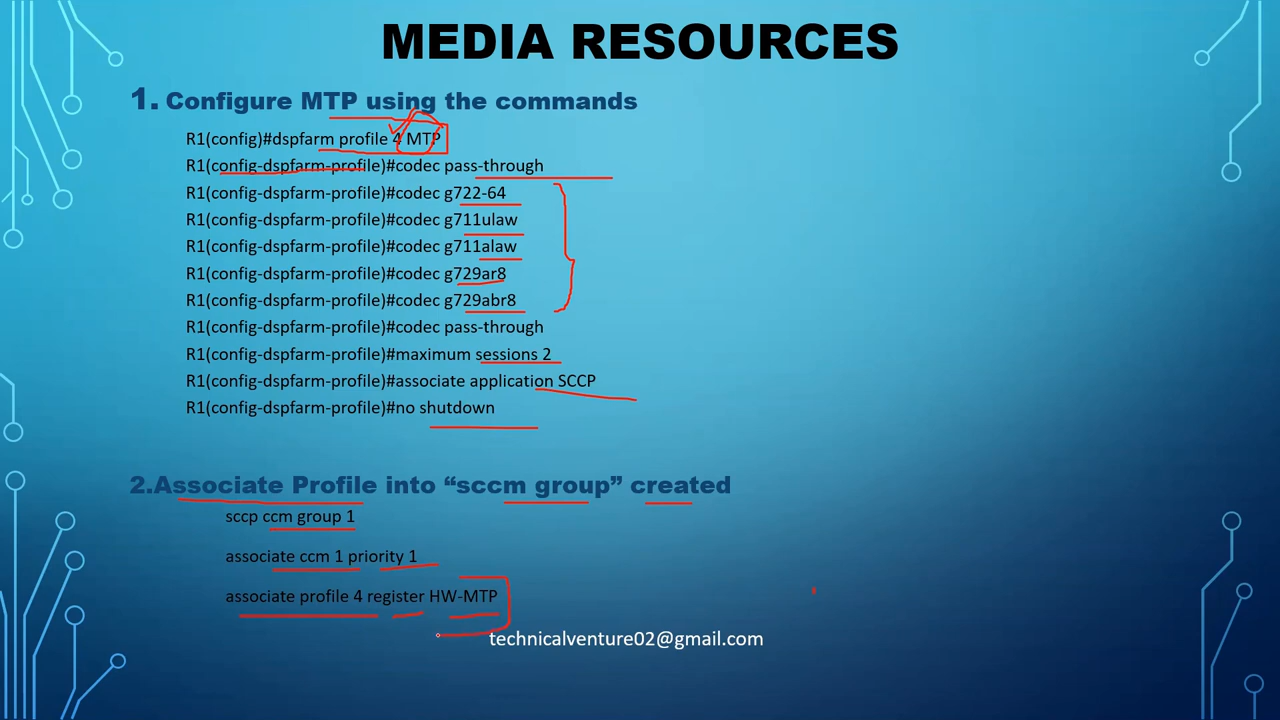 MEDIA RESOURCES
1. Configure MTP using the commands
R1(config)#dspfarm profile 4 MTP
R1(config-dspfarm-profile)#codec pass-through
R1(config-dspfarm-profile)#codec g722-64
R1(config-dspfarm-profile)#codec g711ulaw
R1(config-dspfarm-profile)#codec g711alaw
R1(config-dspfarm-profile)#codec g729ar8
R1(config-dspfarm-profile)#codec g729abr8
R1(config-dspfarm-profile)#codec pass-through
R1(config-dspfarm-profile)#maximum sessions 2
R1(config-dspfarm-profile)#associate application SCCP
R1(config-dspfarm-profile)#no shutdown
2.Associate Profile into “sccm group” created
sccp ccm group 1
associate ccm 1 priority 1
associate profile 4 register HW-MTP
technicalventure02@gmail.com